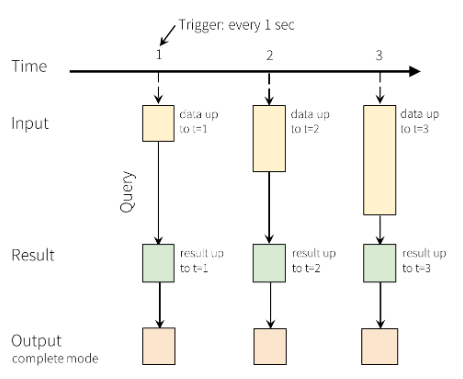 Trigger: every 1 sec
1 2 3
Time
Input
data up
to t=1
data up
to t=2
data up
to t=3
Query
Result
result up
to t=1
result up
to t=2
result up
to t=3
Output
complete mode